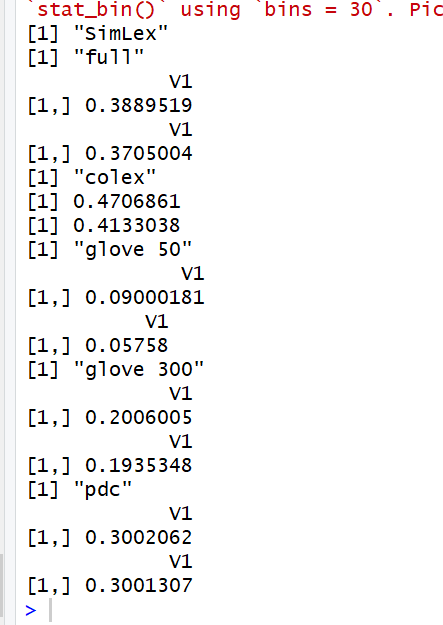 `stat_bin()` using `bins = 30`. Pic
[1] "SimLex"
[1] "full"
V1
[1,] 0.3889519
V1
[1,] 0.3705004
[1] "colex"
[1] 0.4706861
[1] 0.4133038
[1] "glove 50"
V1
[1,] 0.09000181
V1
[1,] 0.05758
[1] "glove 300"
V1
[1,] 0.2006005
V1
[1,] 0.1935348
[1] "pdc"
V1
[1,] 0.3002062
V1
[1,] 0.3001307
>